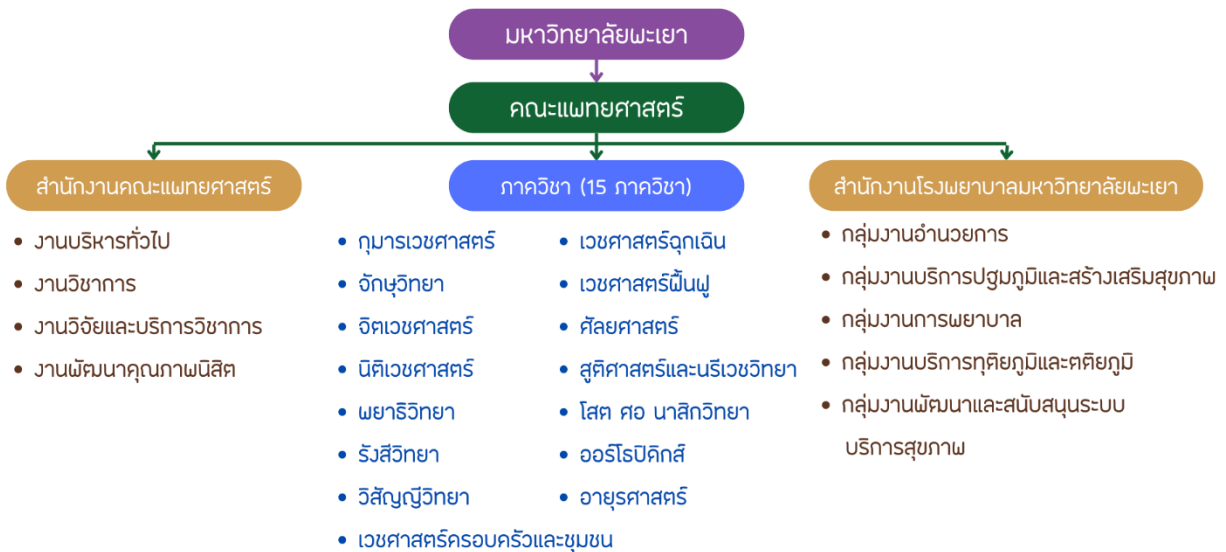 มหาวิทยาลัยพะเยา
คณะแพทยศาสตร์
สำนักงานคณะแพทยศาสตร์
• งานบริหารทั่วไป
• งานวิชาการ
• งานวิจัยและบริการวิชาการ
• งานพัฒนาคุณภาพนิสิต
ภาควิชา (15 ภาควิชา)
• กุมารเวชศาสตร์
• จักษุวิทยา
• จิตเวชศาสตร์
• นิติเวชศาสตร์
• พยาธิวิทยา
• รังสีวิทยา
• วิสัญญีวิทยา
• เวชศาสตร์ครอบครัวและชุมชน
• เวชศาสตร์ฉุกเฉิน
• เวชศาสตร์ฟื้นฟู
• ศัลยศาสตร์
• สูติศาสตร์และนรีเวชวิทยา
• โสต ศอ นาสิกวิทยา
• ออร์โธปิคิกส์
• อายุรศาสตร์
สำนักงานโรงพยาบาลมหาวิทยาลัยพะเยา
• กลุ่มงานอำนวยการ
• กลุ่มงานบริการปฐมภูมิและสร้างเสริมสุขภาพ
• กลุ่มงานการพยาบาล
• กลุ่มงานบริการทุติยภูมิและตติยภูมิ
• กลุ่มงานพัฒนาและสนับสนุนระบบ
บริการสุขภาพ